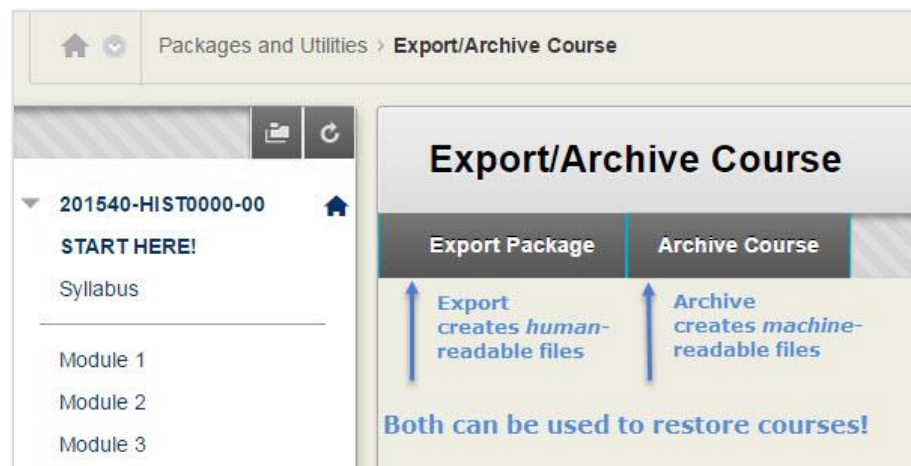 Packages and Utilities > Export/Archive Course
201540-HIST0000-00
START HERE!
Syllabus
Module 1
Module 2
Module 3
Export/Archive Course
Export Package
Archive Course
Export
creates human-
readable files
Archive
creates machine-
readable files
Both can be used to restore courses!